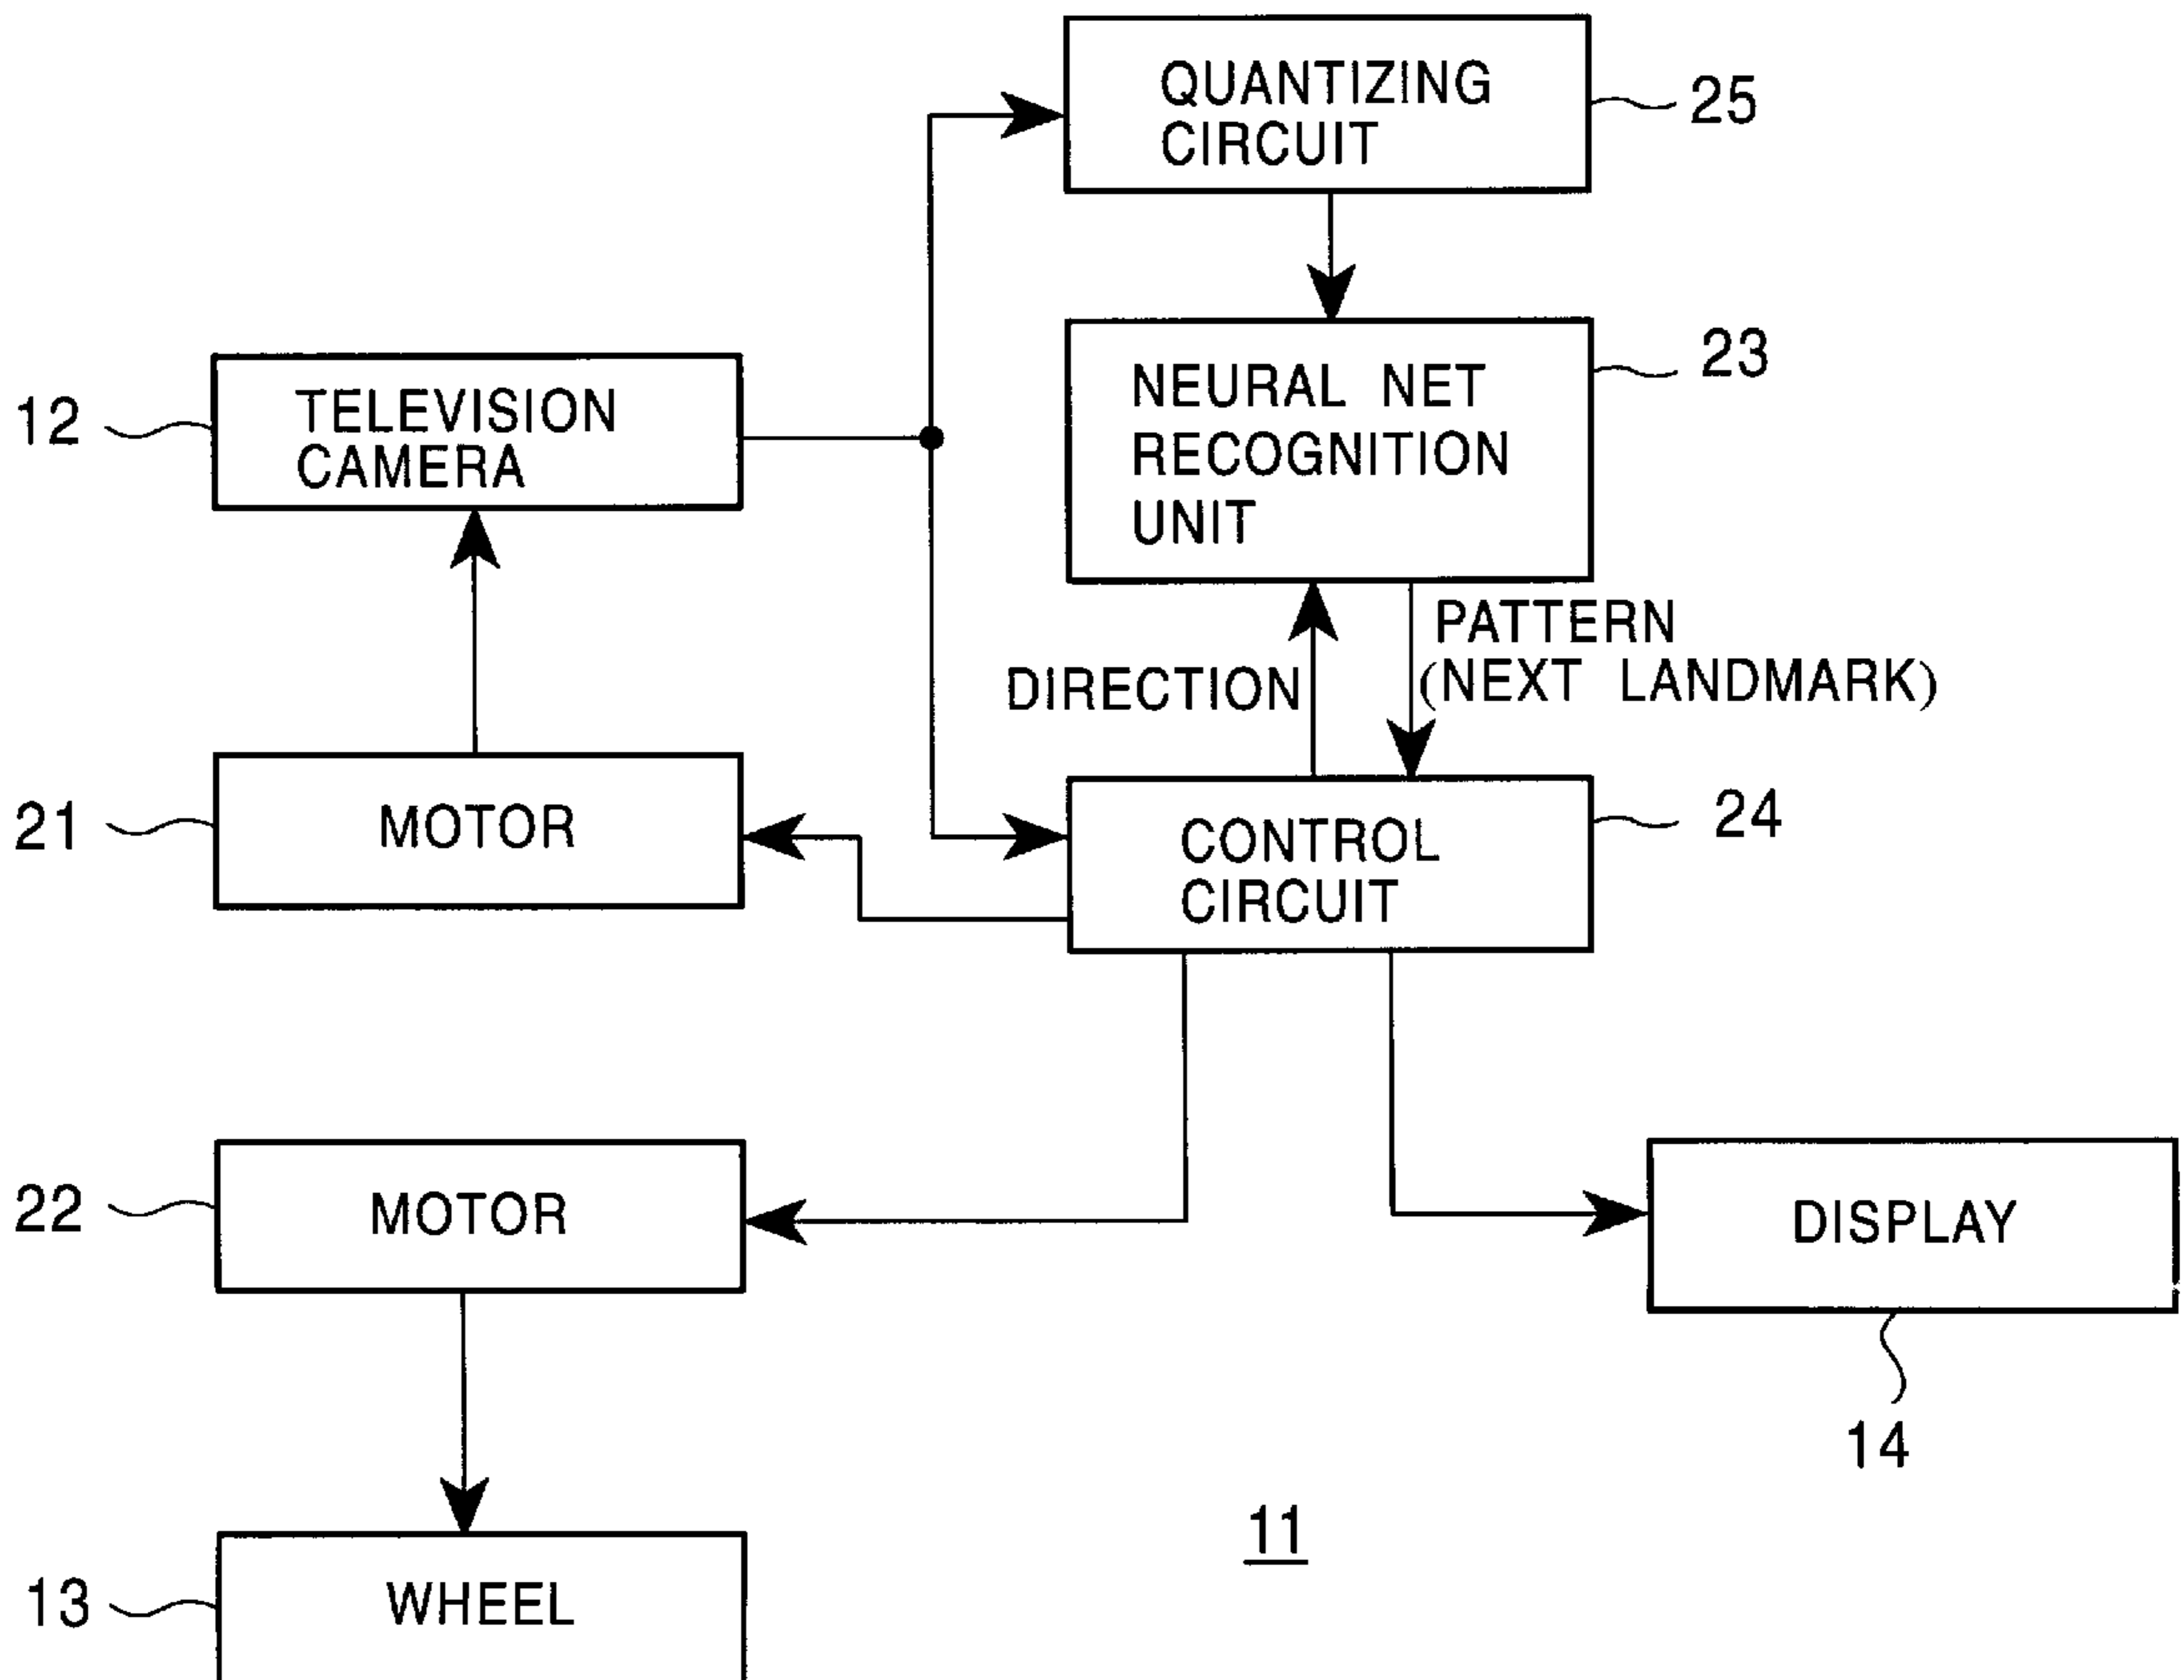 QUANTIZING
CIRCUIT
25
TELEVISION
CAMERA
12
NEURAL NET
RECOGNITION
UNIT
23
DIRECTION
PATTERN
(NEXT LANDMARK)
MOTOR
21
CONTROL
CIRCUIT
24
MOTOR
22
DISPLAY
14
WHEEL
13
11